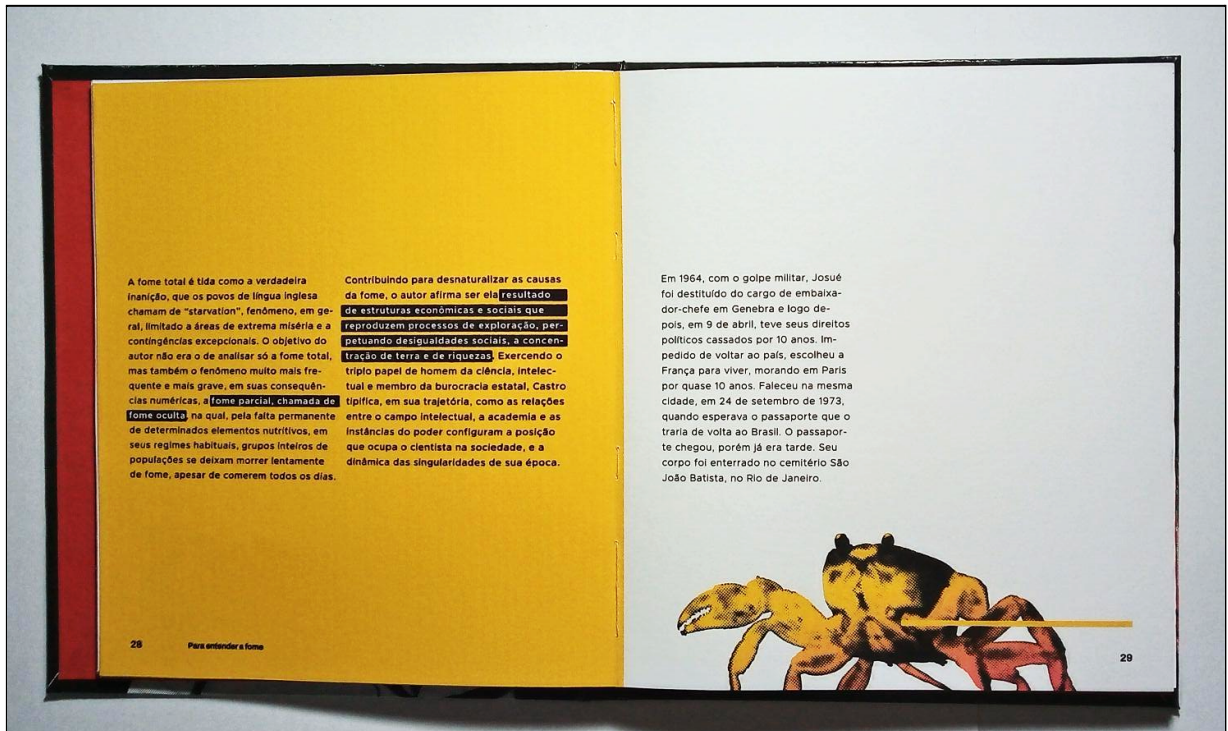 A fome total é tida como a verdadeira
inanição, que os povos de língua inglesa
chamam de "starvation", fenômeno, em ge-
ral, limitado a áreas de extrema miséria e a
contingências excepcionais. O objetivo do
autor não era o de analisar só a fome total,
mas também o fenômeno muito mais fre-
quente e mais grave, em suas consequên-
cias numéricas, a fome parcial, chamada de
fome oculta, na qual, pela falta permanente
de determinados elementos nutritivos, em
seus regimes habituais, grupos inteiros de
populações se deixam morrer lentamente
de fome, apesar de comerem todos os dias.
Contribuindo para desnaturalizar as causas
da fome, o autor afirma ser ela resultado
de estruturas econômicas e sociais que
reproduzem processos de exploração, per-
petuando desigualdades sociais, a concen-
tração de terra e de riquezas. Exercendo o
triplo papel de homem da ciência, intelec-
tual e membro da burocracia estatal, Castro
tipifica, em sua trajetória, como as relações
entre o campo intelectual, a academia e as
instâncias do poder configuram a posição
que ocupa o cientista na sociedade, e a
dinâmica das singularidades de sua época.
28 Para entender a fome
Em 1964, com o golpe militar, Josué
foi destituído do cargo de embaixa-
dor-chefe em Genebra e logo de-
pois, em 9 de abril, teve seus direitos
políticos cassados por 10 anos. Im-
pedido de voltar ao país, escolheu a
França para viver, morando em Paris
por quase 10 anos. Faleceu na mesma
cidade, em 24 de setembro de 1973,
quando esperava o passaporte que o
traria de volta ao Brasil. O passapor-
te chegou, porém já era tarde. Seu
corpo foi enterrado no cemitério São
João Batista, no Rio de Janeiro.
29